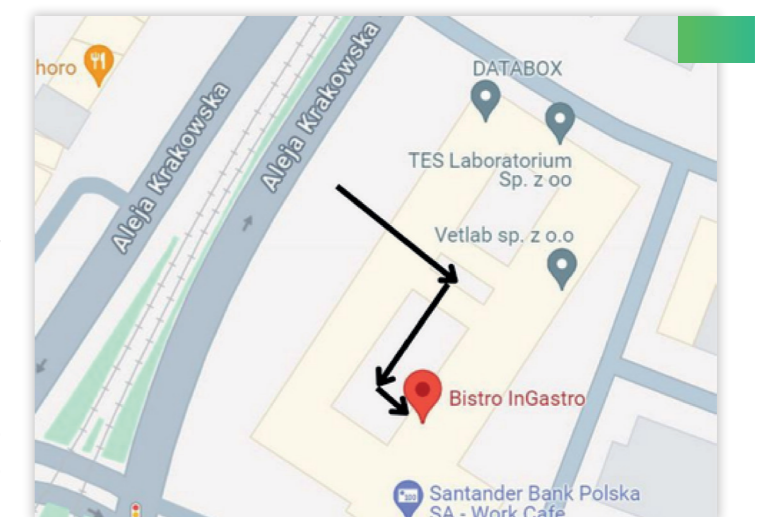 horo
DATABOX
Aleja Krakowska
Aleja Krakowska
TES Laboratorium
Sp. z oo
Vetlab sp. z o.o
Bistro InGastro
Santander Bank Polska
SA - Work Cafe